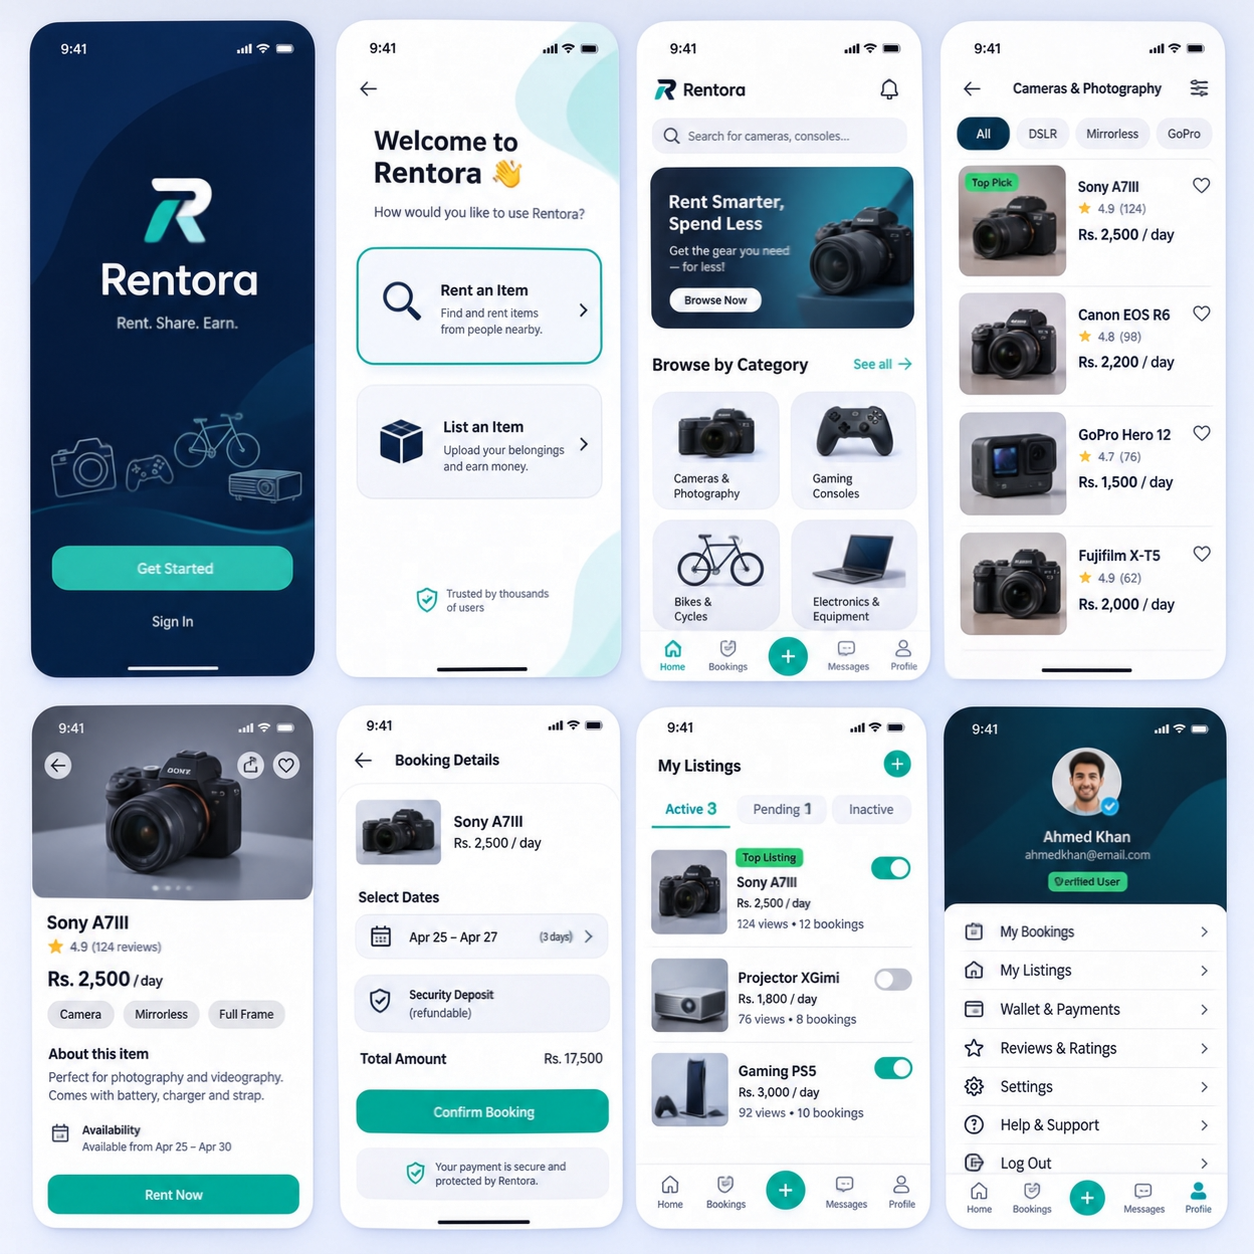 9:41
Rentora
Rent. Share. Earn.
Get Started
Sign In
9:41
Welcome to
Rentora 👋
How would you like to use Rentora?
Rent an Item
Find and rent items
from people nearby.
List an Item
Upload your belongings
and earn money.
Trusted by thousands
of users
9:41
Rentora
Search for cameras, consoles...
Rent Smarter,
Spend Less
Get the gear you need
— for less!
Browse Now
Browse by Category
See all →
Cameras &
Photography
Gaming
Consoles
Bikes &
Cycles
Electronics &
Equipment
Home
Bookings
Messages
Profile
9:41
Cameras & Photography
All
DSLR
Mirrorless
GoPro
Top Pick
Sony A7III
4.9 (124)
Rs. 2,500 / day
Canon EOS R6
4.8 (98)
Rs. 2,200 / day
GoPro Hero 12
4.7 (76)
Rs. 1,500 / day
Fujifilm X-T5
4.9 (62)
Rs. 2,000 / day
9:41
Sony A7III
4.9 (124 reviews)
Rs. 2,500 / day
Camera
Mirrorless
Full Frame
About this item
Perfect for photography and videography.
Comes with battery, charger and strap.
Availability
Available from Apr 25 – Apr 30
Rent Now
9:41
Booking Details
Sony A7III
Rs. 2,500 / day
Select Dates
Apr 25 – Apr 27
(3 days)
Security Deposit
(refundable)
Total Amount
Rs. 17,500
Confirm Booking
Your payment is secure and
protected by Rentora.
9:41
My Listings
Active 3
Pending 1
Inactive
Top Listing
Sony A7III
Rs. 2,500 / day
124 views • 12 bookings
Projector XGimi
Rs. 1,800 / day
76 views • 8 bookings
Gaming PS5
Rs. 3,000 / day
92 views • 10 bookings
Home
Bookings
Messages
Profile
9:41
Ahmed Khan
ahmedkhan@email.com
erified User
My Bookings
My Listings
Wallet & Payments
Reviews & Ratings
Settings
Help & Support
Log Out
Home
Bookings
Messages
Profile